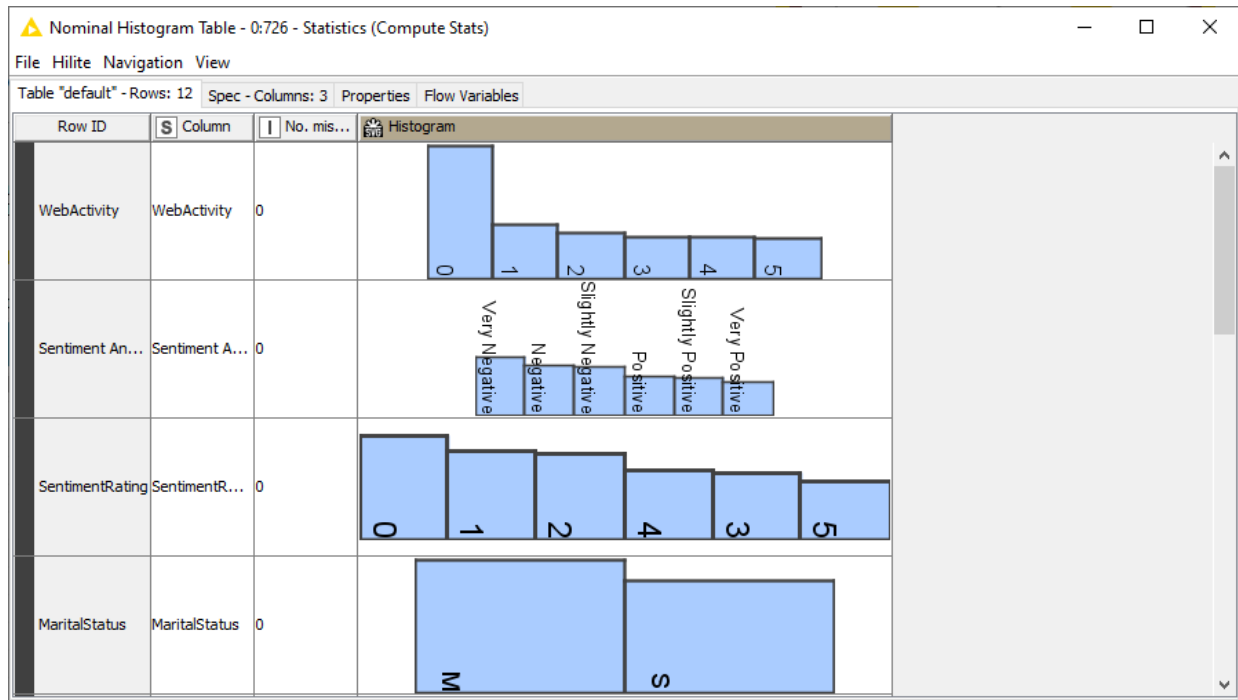 Nominal Histogram Table - 0:726 - Statistics (Compute Stats)
File Hilite Navigation View
Table "default" - Rows: 12 Spec - Columns: 3 Properties Flow Variables
Row ID S Column I No. mis... SVG Histogram
WebActivity WebActivity 0
0 1 2 3 4 5
Sentiment An... Sentiment A... 0
Very Negative Negative Slightly Negative Positive Slightly Positive Very Positive
SentimentRating SentimentR... 0
0 1 2 4 3 5
MaritalStatus MaritalStatus 0
M S